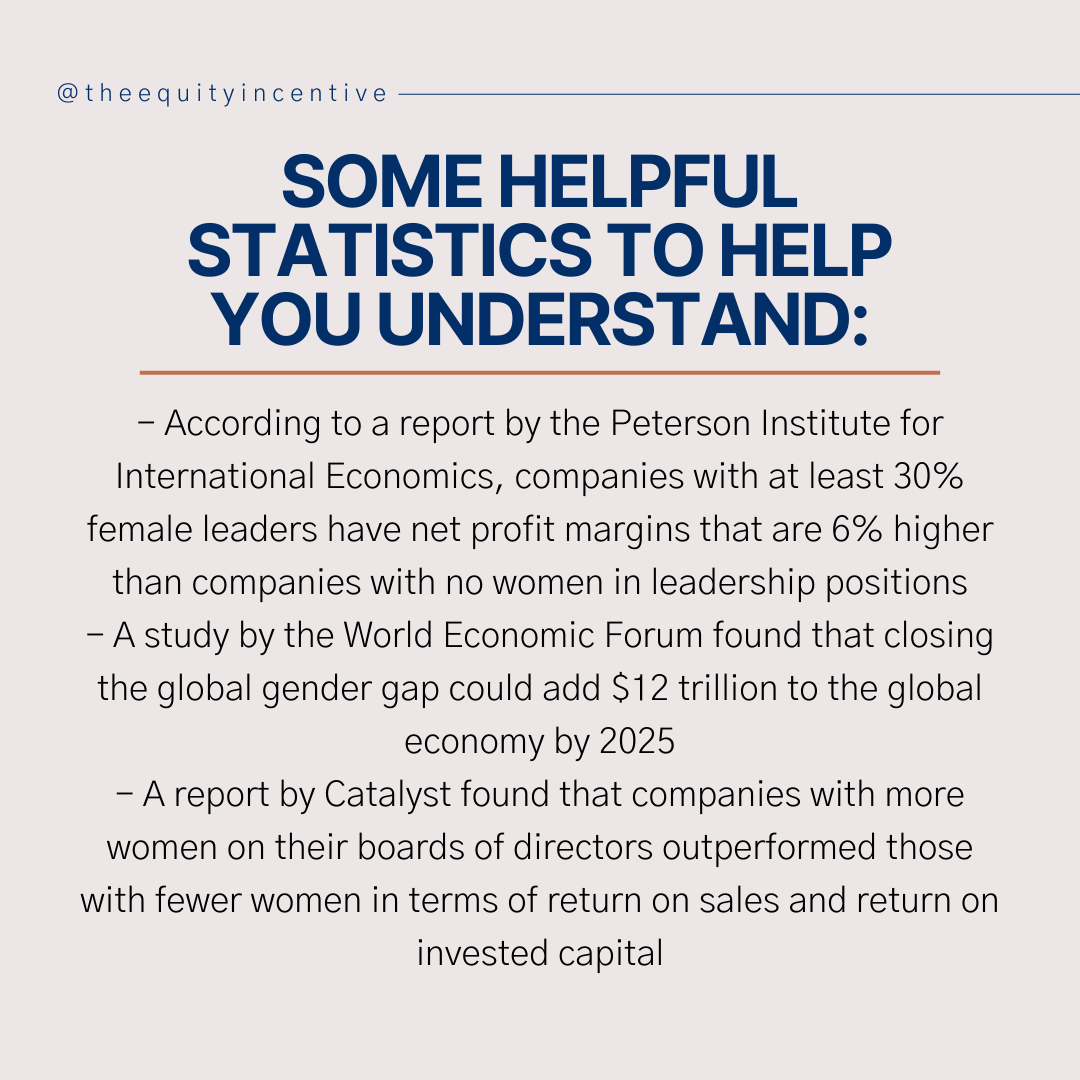 @theequityincentive
SOME HELPFUL
STATISTICS TO HELP
YOU UNDERSTAND:
– According to a report by the Peterson Institute for
International Economics, companies with at least 30%
female leaders have net profit margins that are 6% higher
than companies with no women in leadership positions
– A study by the World Economic Forum found that closing
the global gender gap could add $12 trillion to the global
economy by 2025
– A report by Catalyst found that companies with more
women on their boards of directors outperformed those
with fewer women in terms of return on sales and return on
invested capital